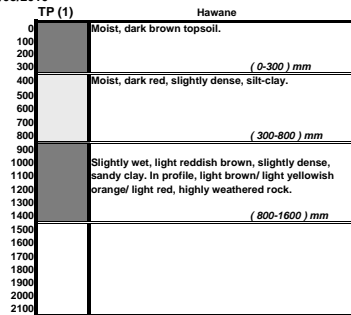 TP (1) Hawane
0 Moist, dark brown topsoil.
100
200
300 ( 0-300 ) mm
400 Moist, dark red, slightly dense, silt-clay.
500
600
700
800 ( 300-800 ) mm
900
1000 Slightly wet, light reddish brown, slightly dense,
1100 sandy clay. In profile, light brown/ light yellowish
1200 orange/ light red, highly weathered rock.
1300
1400 ( 800-1600 ) mm
1500
1600
1700
1800
1900
2000
2100